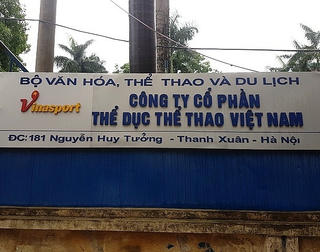 BỘ VĂN HÓA, THỂ THAO VÀ DU LỊCH
Vinasport
CÔNG TY CỔ PHẦN
THỂ DỤC THỂ THAO VIỆT NAM
ĐC: 181 Nguyễn Huy Tưởng - Thanh Xuân - Hà Nội